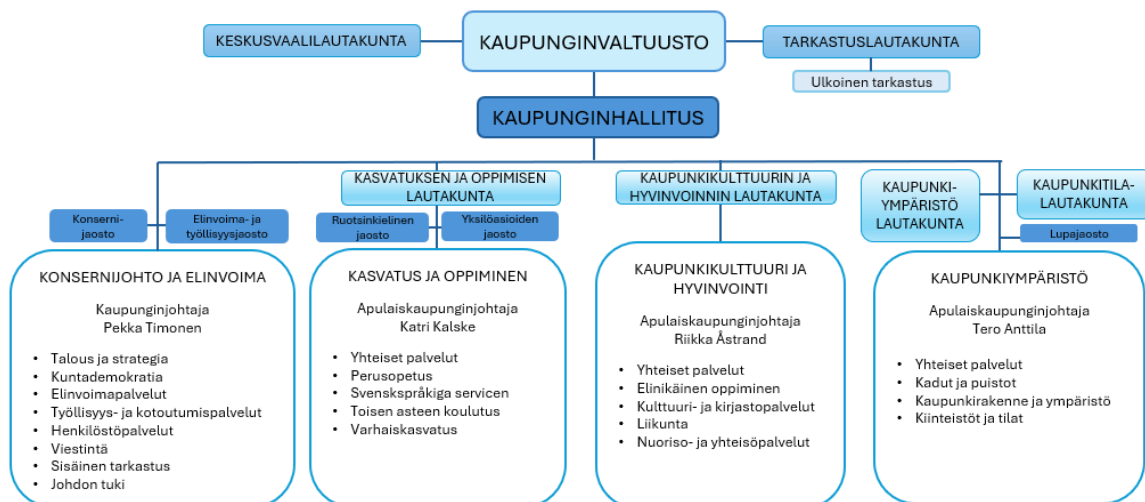 KESKUSVAALILAUTAKUNTA
KAUPUNGINVALTUUSTO
TARKASTUSLAUTAKUNTA
Ulkoinen tarkastus
KAUPUNGINHALLITUS
KASVATUKSEN JA OPPIMISEN
LAUTAKUNTA
KAUPUNKIKULTTUURIN JA
HYVINVOINNIN LAUTAKUNTA
KAUPUNKI-
YMPÄRISTÖ
LAUTAKUNTA
KAUPUNKITILA-
LAUTAKUNTA
Konserni-
jaosto
Elinvoima- ja
työllisyysjaosto
Ruotsinkielinen
jaosto
Yksilöasioiden
jaosto
Lupajaosto
KONSERNIJOHTO JA ELINVOIMA
Kaupunginjohtaja
Pekka Timonen
• Talous ja strategia
• Kuntademokratia
• Elinvoimapalvelut
• Työllisyys- ja kotoutumispalvelut
• Henkilöstöpalvelut
• Viestintä
• Sisäinen tarkastus
• Johdon tuki
KASVATUS JA OPPIMINEN
Apulaiskaupunginjohtaja
Katri Kalske
• Yhteiset palvelut
• Perusopetus
• Svenskspråkiga servicen
• Toisen asteen koulutus
• Varhaiskasvatus
KAUPUNKIKULTTUURI JA
HYVINVOINTI
Apulaiskaupunginjohtaja
Riikka Åstrand
• Yhteiset palvelut
• Elinikäinen oppiminen
• Kulttuuri- ja kirjastopalvelut
• Liikunta
• Nuoriso- ja yhteisöpalvelut
KAUPUNKIYMPÄRISTÖ
Apulaiskaupunginjohtaja
Tero Anttila
• Yhteiset palvelut
• Kadut ja puistot
• Kaupunkirakenne ja ympäristö
• Kiinteistöt ja tilat